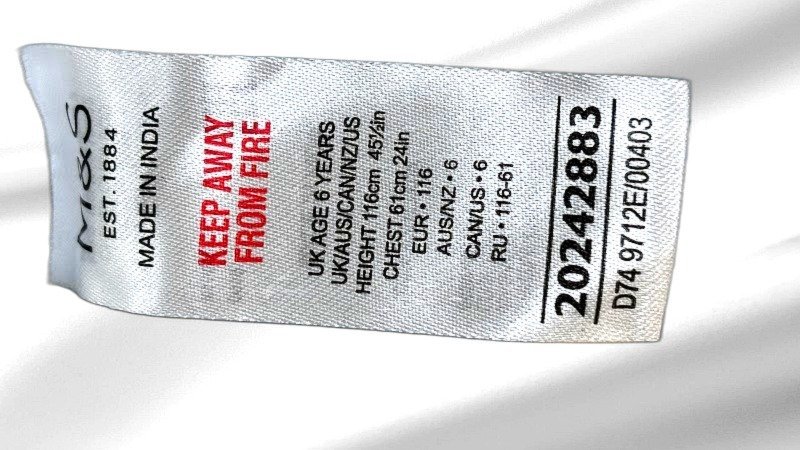 M&S
EST. 1884
MADE IN INDIA
KEEP AWAY
FROM FIRE
UK AGE 6 YEARS
UK/AUS/CAN/NZ/US
HEIGHT 116cm 45½in
CHEST 61cm 24in
EUR • 116
AUS/NZ • 6
CAN/US • 6
RU • 116-61
20242883
D74 9712E/00403